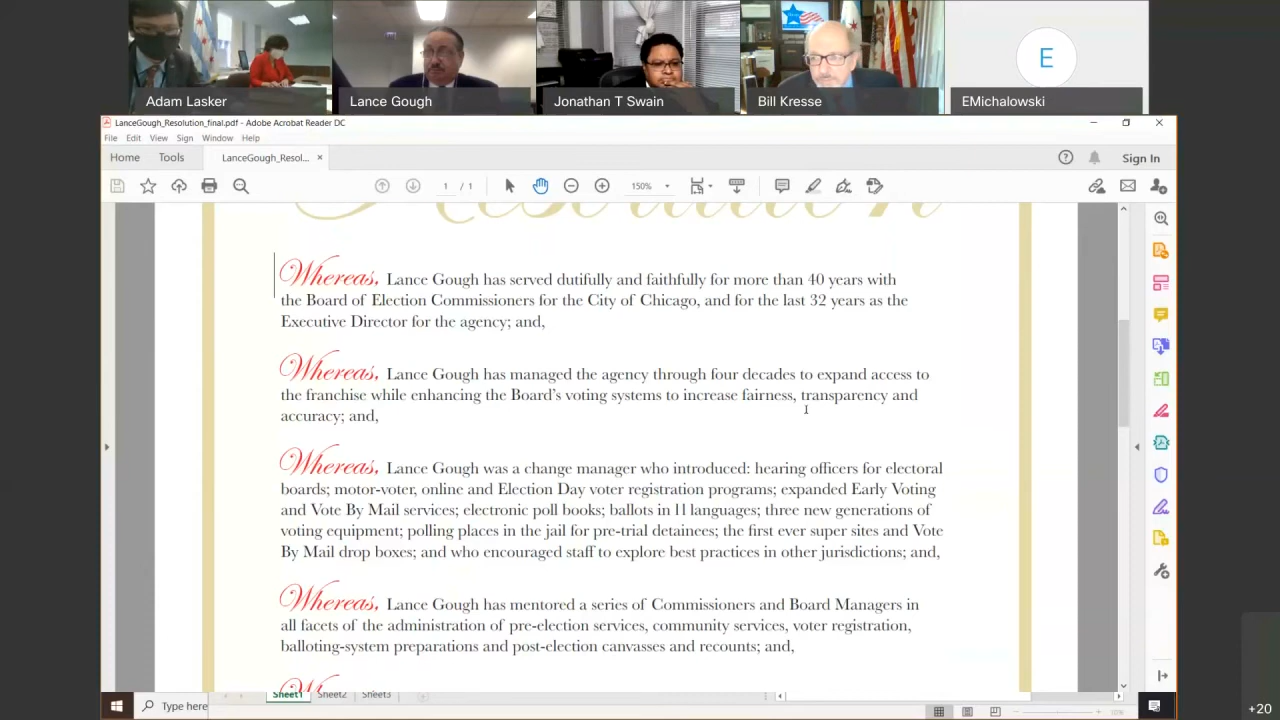 Adam Lasker
Lance Gough
Jonathan T Swain
Bill Kresse
E
EMichalowski
LanceGough_Resolution_final.pdf - Adobe Acrobat Reader DC
File Edit View Sign Window Help
Home Tools LanceGough_Resol... × Sign In
1 / 1 150%
Resolution
Whereas, Lance Gough has served dutifully and faithfully for more than 40 years with
the Board of Election Commissioners for the City of Chicago, and for the last 32 years as the
Executive Director for the agency; and,
Whereas, Lance Gough has managed the agency through four decades to expand access to
the franchise while enhancing the Board's voting systems to increase fairness, transparency and
accuracy; and,
Whereas, Lance Gough was a change manager who introduced: hearing officers for electoral
boards; motor-voter, online and Election Day voter registration programs; expanded Early Voting
and Vote By Mail services; electronic poll books; ballots in 11 languages; three new generations of
voting equipment; polling places in the jail for pre-trial detainees; the first ever super sites and Vote
By Mail drop boxes; and who encouraged staff to explore best practices in other jurisdictions; and,
Whereas, Lance Gough has mentored a series of Commissioners and Board Managers in
all facets of the administration of pre-election services, community services, voter registration,
balloting-system preparations and post-election canvasses and recounts; and,
Sheet1 Sheet2 Sheet3
Type here
+20